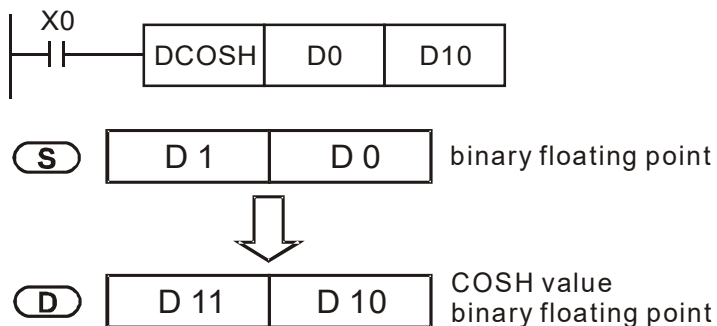 X0
DCOSH D0 D10
S D 1 D 0 binary floating point
D D 11 D 10 COSH value
binary floating point